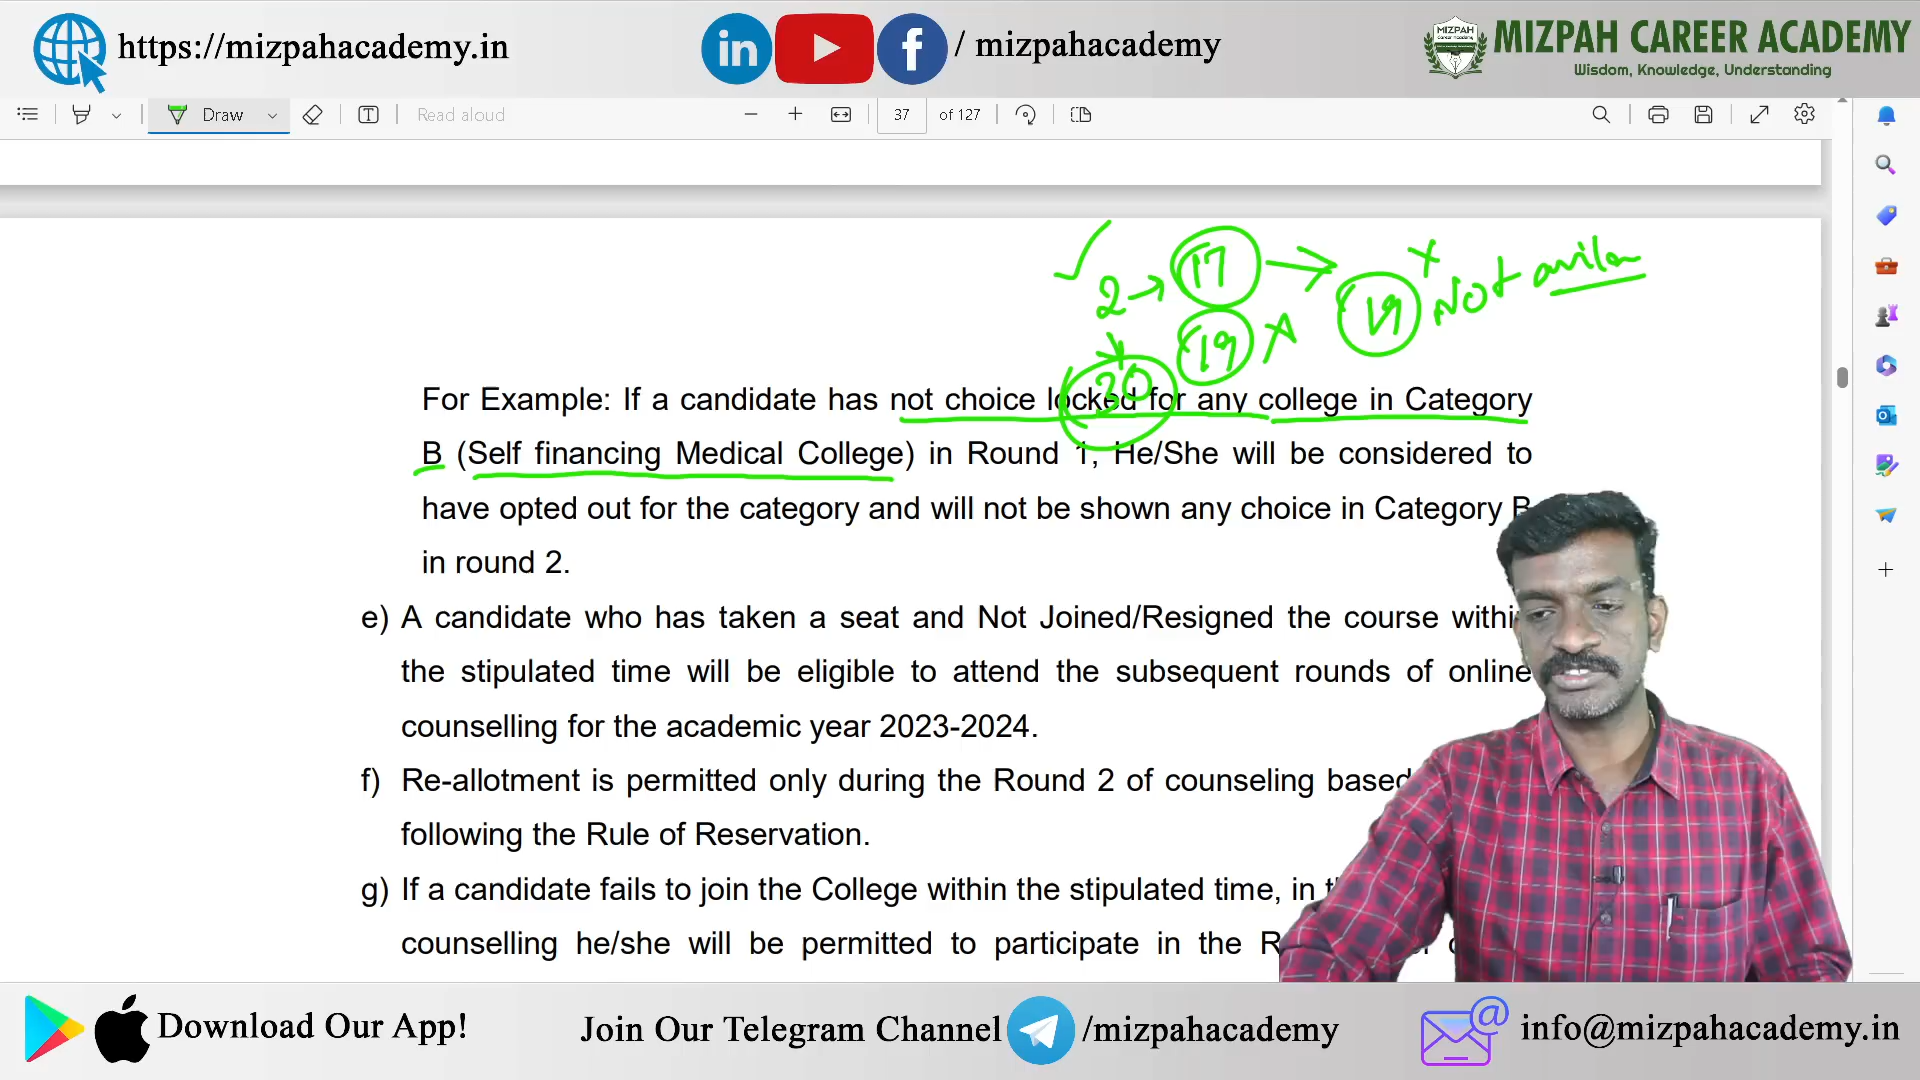 https://mizpahacademy.in
in f / mizpahacademy
MIZPAH CAREER ACADEMY
Wisdom, Knowledge, Understanding
Draw
Read aloud
37 of 127
2 → 17 → 19 Not
19 X
30
For Example: If a candidate has not choice locked for any college in Category
B (Self financing Medical College) in Round 1, He/She will be considered to
have opted out for the category and will not be shown any choice in Category B
in round 2.
e) A candidate who has taken a seat and Not Joined/Resigned the course within
the stipulated time will be eligible to attend the subsequent rounds of online
counselling for the academic year 2023-2024.
f) Re-allotment is permitted only during the Round 2 of counseling based
following the Rule of Reservation.
g) If a candidate fails to join the College within the stipulated time, in
counselling he/she will be permitted to participate in the
Download Our App!
Join Our Telegram Channel /mizpahacademy
@ info@mizpahacademy.in